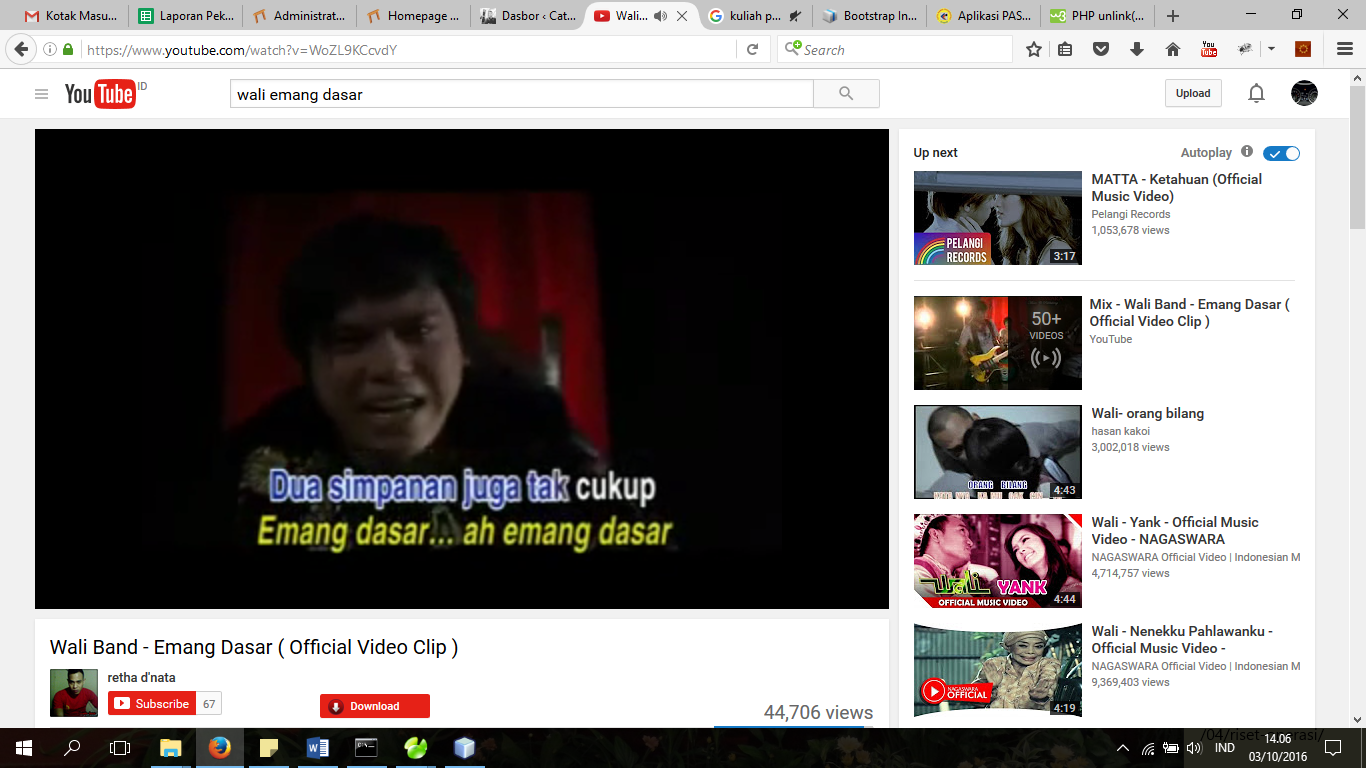 Kotak Masu...
Laporan Pek...
Administrat...
Homepage ...
Dasbor ‹ Cat...
Wali...
kuliah p...
Bootstrap In...
Aplikasi PAS...
PHP unlink(...
https://www.youtube.com/watch?v=WoZL9KCcvdY
Search
YouTube ID
wali emang dasar
Upload
Dua simpanan juga tak cukup
Emang dasar... ah emang dasar
Wali Band - Emang Dasar ( Official Video Clip )
retha d'nata
Subscribe 67
Download
44,706 views
Up next
Autoplay
MATTA - Ketahuan (Official
Music Video)
Pelangi Records
1,053,678 views
PELANGI
RECORDS
3:17
Mix - Wali Band - Emang Dasar (
Official Video Clip )
YouTube
50+
VIDEOS
Wali- orang bilang
hasan kakoi
3,002,018 views
ORANG BILANG
4:43
Wali - Yank - Official Music
Video - NAGASWARA
NAGASWARA Official Video | Indonesian M
4,714,757 views
Wali YANK
OFFICIAL MUSIC VIDEO
4:44
Wali - Nenekku Pahlawanku -
Official Music Video -
NAGASWARA Official Video | Indonesian M
9,369,403 views
NAGASWARA
OFFICIAL
4:19
IND
14.06
03/10/2016